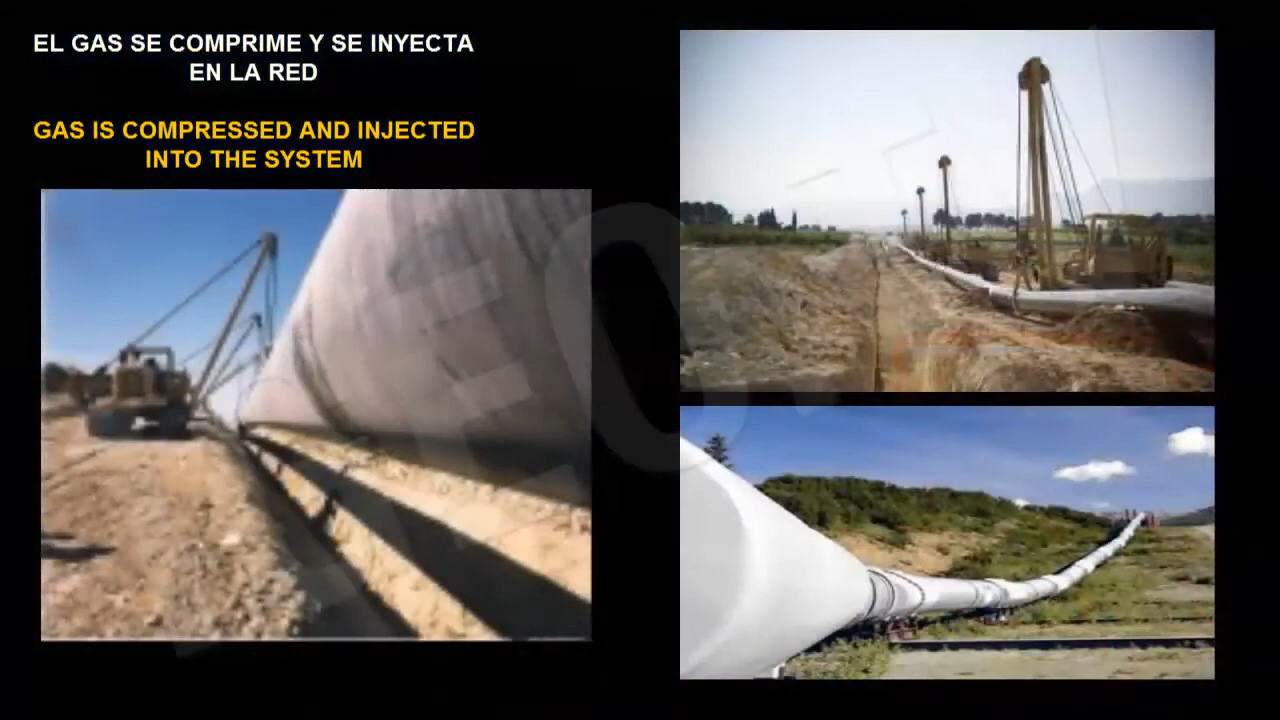 EL GAS SE COMPRIME Y SE INYECTA
EN LA RED
GAS IS COMPRESSED AND INJECTED
INTO THE SYSTEM